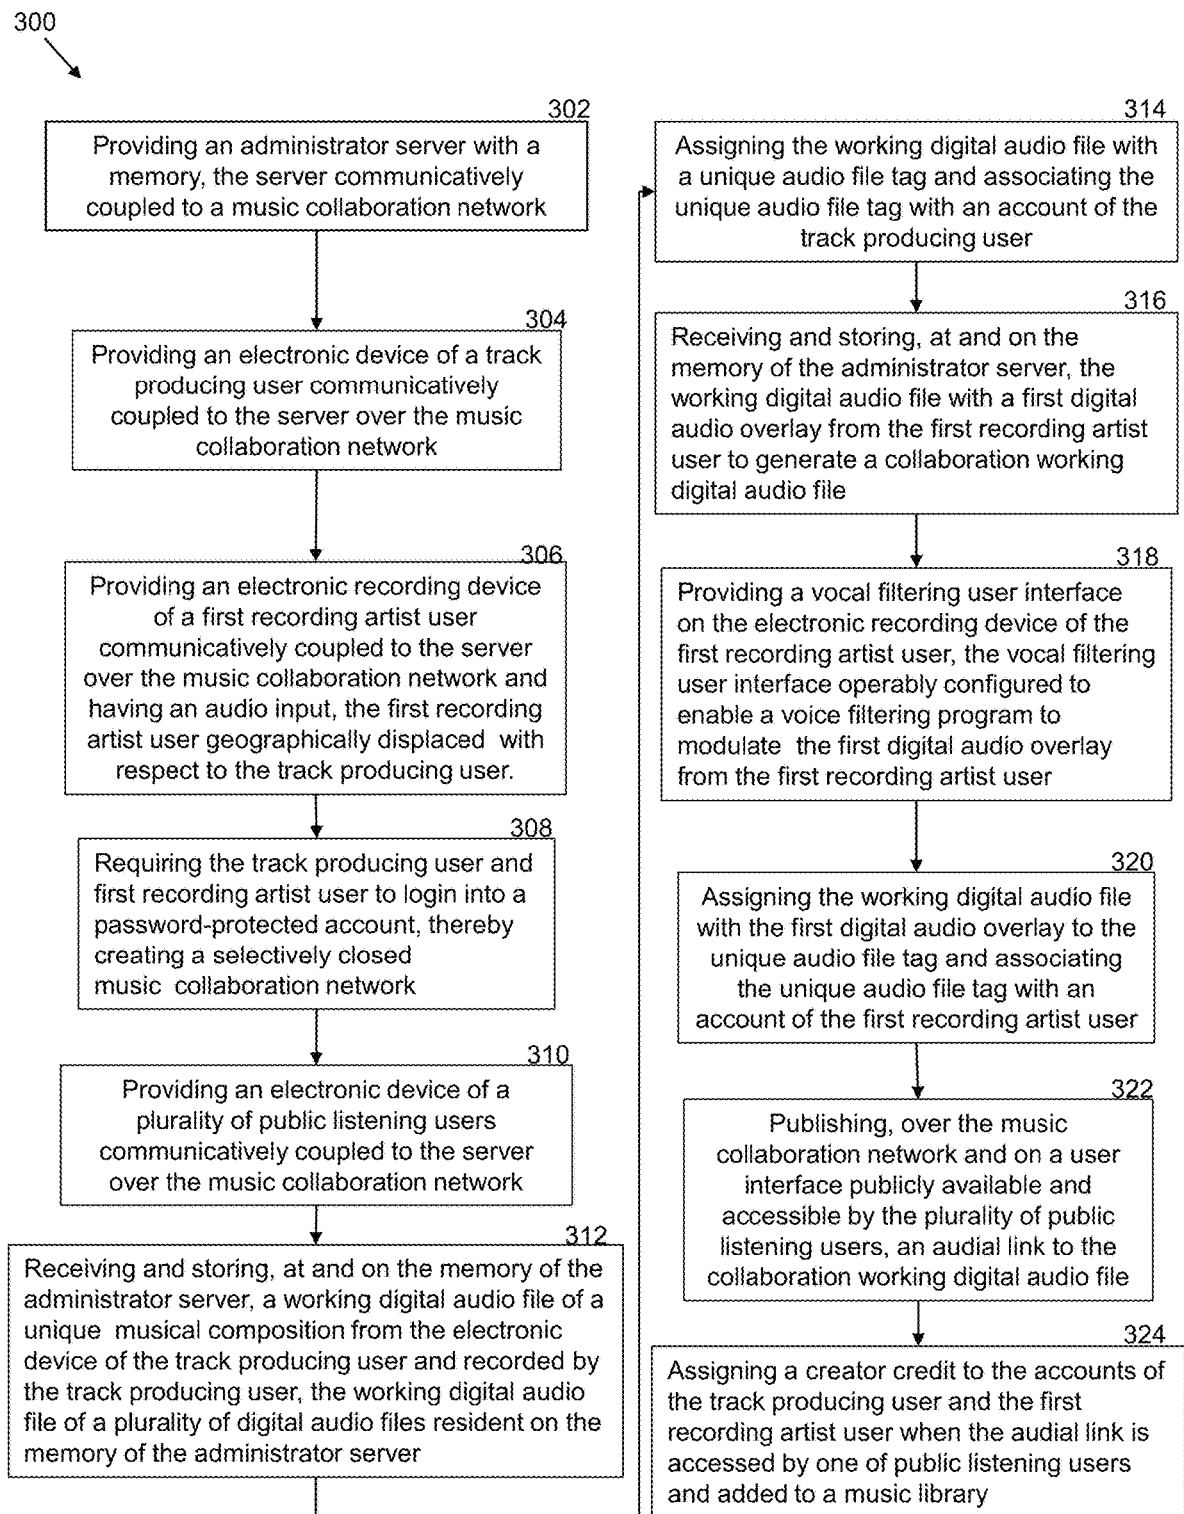 300
302
Providing an administrator server with a
memory, the server communicatively
coupled to a music collaboration network
304
Providing an electronic device of a track
producing user communicatively
coupled to the server over the music
collaboration network
306
Providing an electronic recording device
of a first recording artist user
communicatively coupled to the server
over the music collaboration network and
having an audio input, the first recording
artist user geographically displaced with
respect to the track producing user.
308
Requiring the track producing user and
first recording artist user to login into a
password-protected account, thereby
creating a selectively closed
music collaboration network
310
Providing an electronic device of a
plurality of public listening users
communicatively coupled to the server
over the music collaboration network
312
Receiving and storing, at and on the memory of the
administrator server, a working digital audio file of a
unique musical composition from the electronic
device of the track producing user and recorded by
the track producing user, the working digital audio
file of a plurality of digital audio files resident on the
memory of the administrator server
314
Assigning the working digital audio file with
a unique audio file tag and associating the
unique audio file tag with an account of the
track producing user
316
Receiving and storing, at and on the
memory of the administrator server, the
working digital audio file with a first digital
audio overlay from the first recording artist
user to generate a collaboration working
digital audio file
318
Providing a vocal filtering user interface
on the electronic recording device of the
first recording artist user, the vocal filtering
user interface operably configured to
enable a voice filtering program to
modulate the first digital audio overlay
from the first recording artist user
320
Assigning the working digital audio file
with the first digital audio overlay to the
unique audio file tag and associating
the unique audio file tag with an
account of the first recording artist user
322
Publishing, over the music
collaboration network and on a user
interface publicly available and
accessible by the plurality of public
listening users, an audial link to the
collaboration working digital audio file
324
Assigning a creator credit to the accounts of
the track producing user and the first
recording artist user when the audial link is
accessed by one of public listening users
and added to a music library